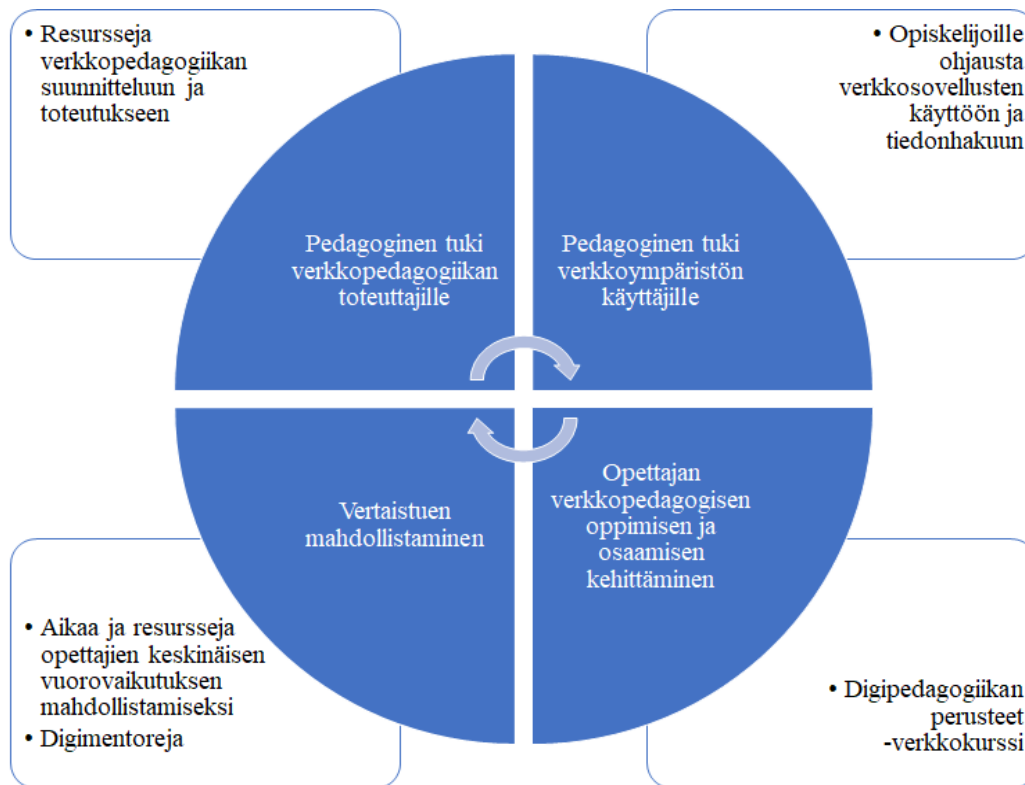 • Resursseja
verkkopedagogiikan
suunnitteluun ja
toteutukseen
• Opiskelijoille
ohjausta
verkkosovellusten
käyttöön ja
tiedonhakuun
Pedagoginen tuki
verkkopedagogiikan
toteuttajille
Pedagoginen tuki
verkkoympäristön
käyttäjille
Vertaistuen
mahdollistaminen
Opettajan
verkkopedagogisen
oppimisen ja
osaamisen
kehittäminen
• Aikaa ja resursseja
opettajien keskinäisen
vuorovaikutuksen
mahdollistamiseksi
• Digimentoreja
• Digipedagogiikan
perusteet
-verkkokurssi